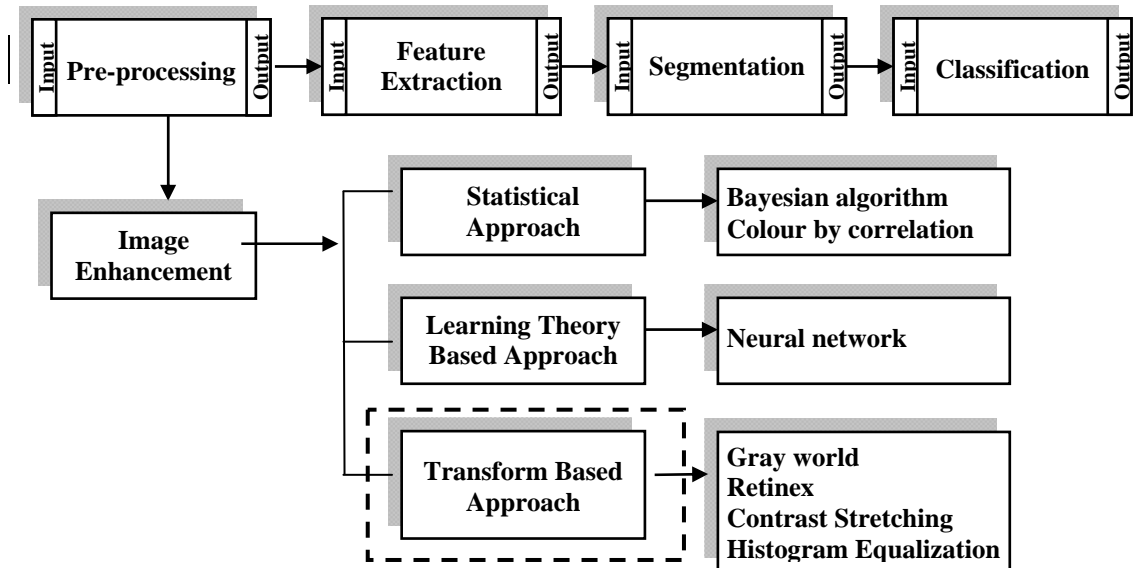 Input
Pre-processing
Output
Input
Feature
Extraction
Output
Input
Segmentation
Output
Input
Classification
Output
Image
Enhancement
Statistical
Approach
Bayesian algorithm
Colour by correlation
Learning Theory
Based Approach
Neural network
Transform Based
Approach
Gray world
Retinex
Contrast Stretching
Histogram Equalization